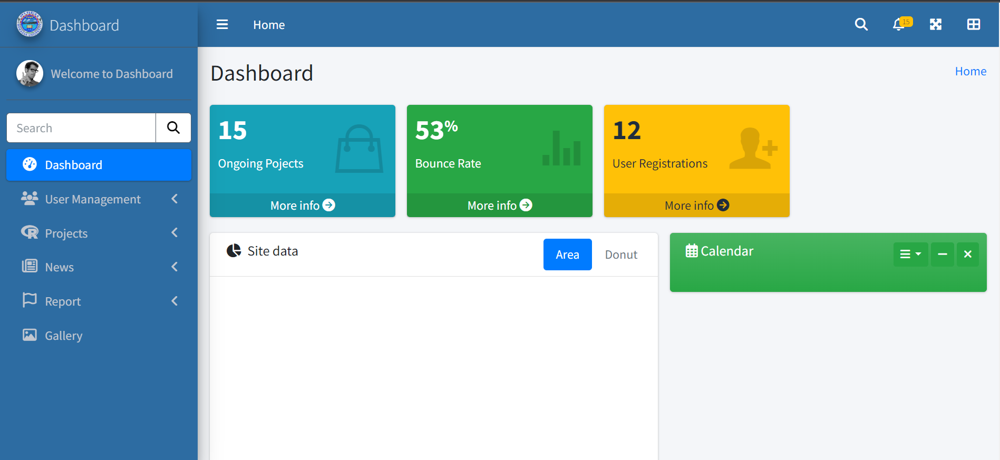 Dashboard
Home
15
Welcome to Dashboard
Search
Dashboard
User Management
Projects
News
Report
Gallery
Dashboard
Home
15
Ongoing Pojects
More info
53%
Bounce Rate
More info
12
User Registrations
More info
Site data
Area
Donut
Calendar